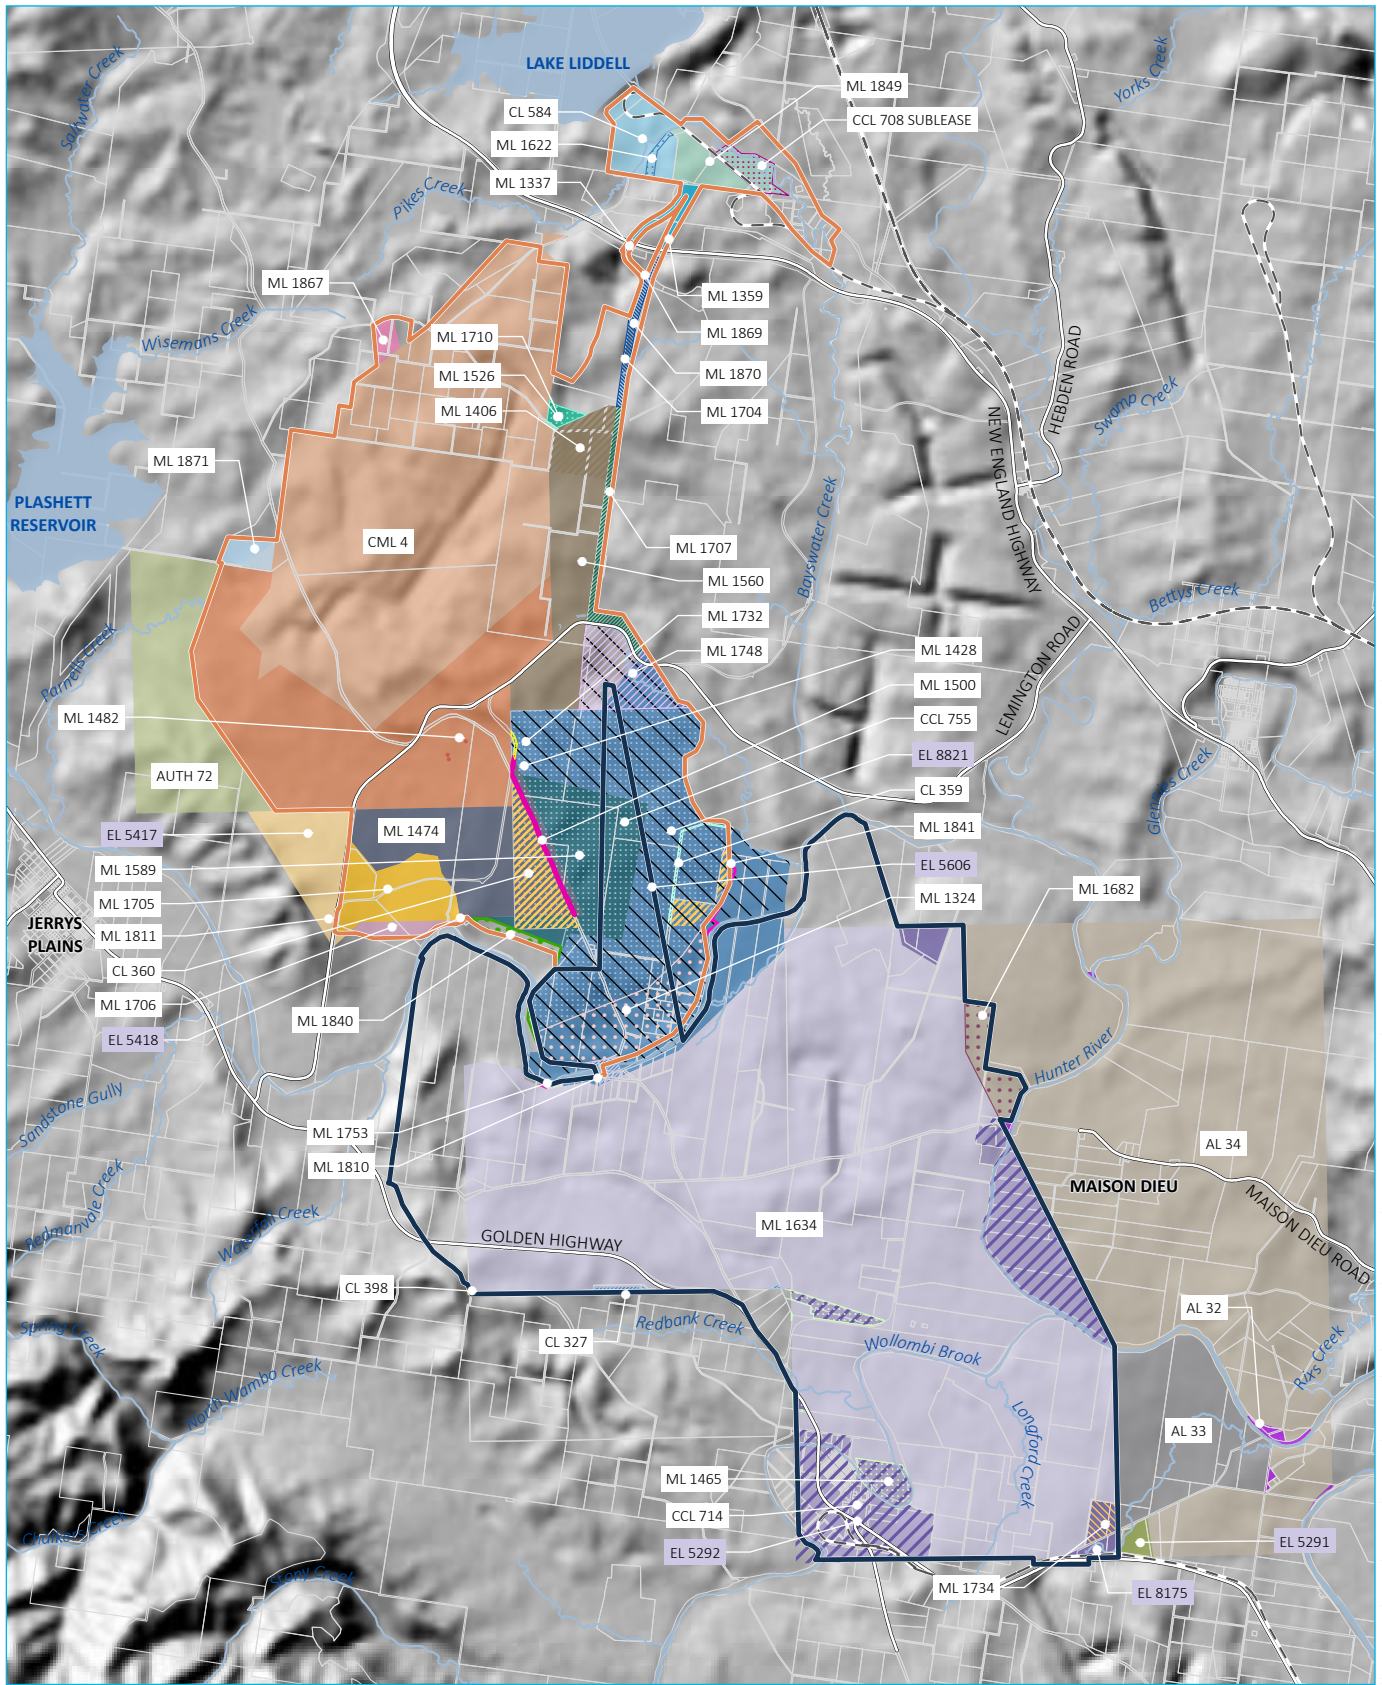 LAKE LIDDELL
Saltwater Creek
Yorks Creek
ML 1849
CL 584
CCL 708 SUBLEASE
ML 1622
ML 1337
Pikes Creek
ML 1867
ML 1359
Wisemans Creek
ML 1869
ML 1710
ML 1526
ML 1870
ML 1406
ML 1704
HEBDEN ROAD
Swamp Creek
NEW ENGLAND HIGHWAY
ML 1871
PLASHETT
RESERVOIR
CML 4
Bayswater Creek
ML 1707
ML 1560
Bettys Creek
ML 1732
ML 1748
Parnells Creek
ML 1428
LEMINGTON ROAD
ML 1500
ML 1482
CCL 755
EL 8821
AUTH 72
CL 359
Glennies Creek
EL 5417
ML 1474
ML 1841
ML 1589
EL 5606
ML 1705
ML 1324
ML 1682
JERRYS
PLAINS
ML 1811
CL 360
ML 1706
ML 1840
EL 5418
Hunter River
Sandstone Gully
ML 1753
AL 34
ML 1810
MAISON DIEU
Redmanvale Creek
Waterfall Creek
ML 1634
MAISON DIEU ROAD
GOLDEN HIGHWAY
CL 398
AL 32
Redbank Creek
Spring Creek
CL 327
Wollombi Brook
Rixs Creek
North Wambo Creek
Longford Creek
AL 33
ML 1465
CCL 714
Chalkers Creek
EL 5292
EL 5291
Stony Creek
ML 1734
EL 8175